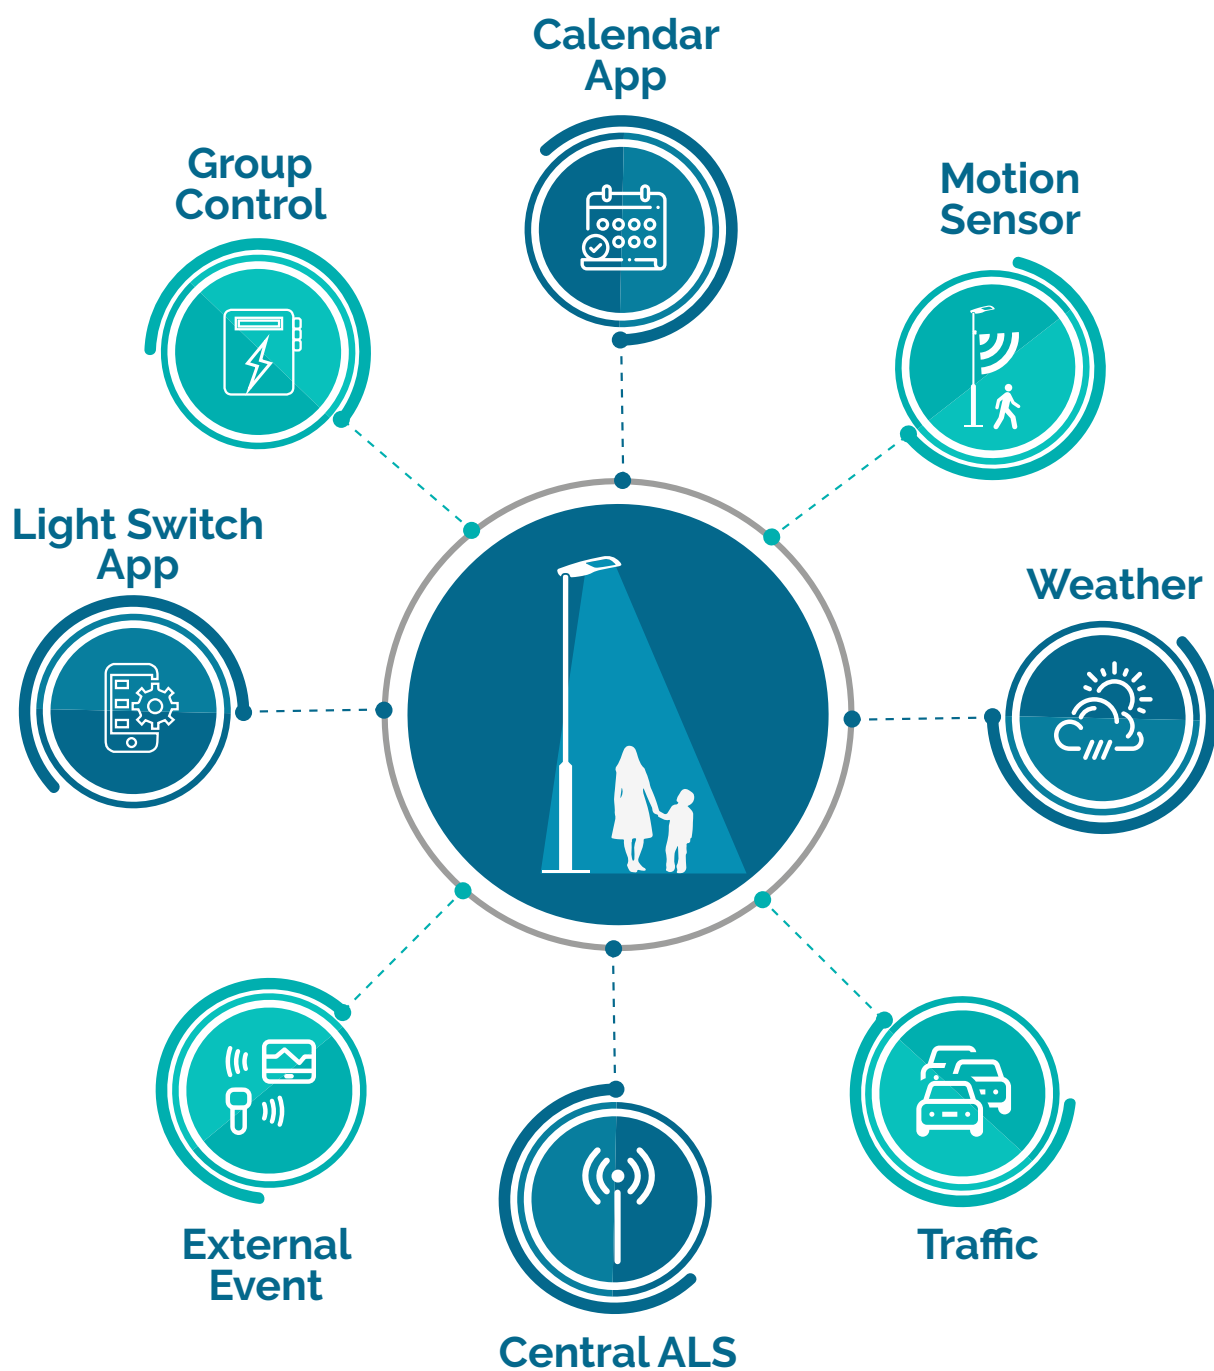 Calendar
App
Group
Control
Motion
Sensor
Light Switch
App
Weather
External
Event
Traffic
Central ALS